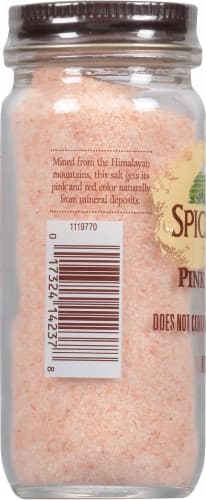 Mined from the Himalayan
mountains, this salt gets its
pink and red color naturally
from mineral deposits.
SPIC
PINK
1119770
DOES NOT CON
0 17324 14237 8